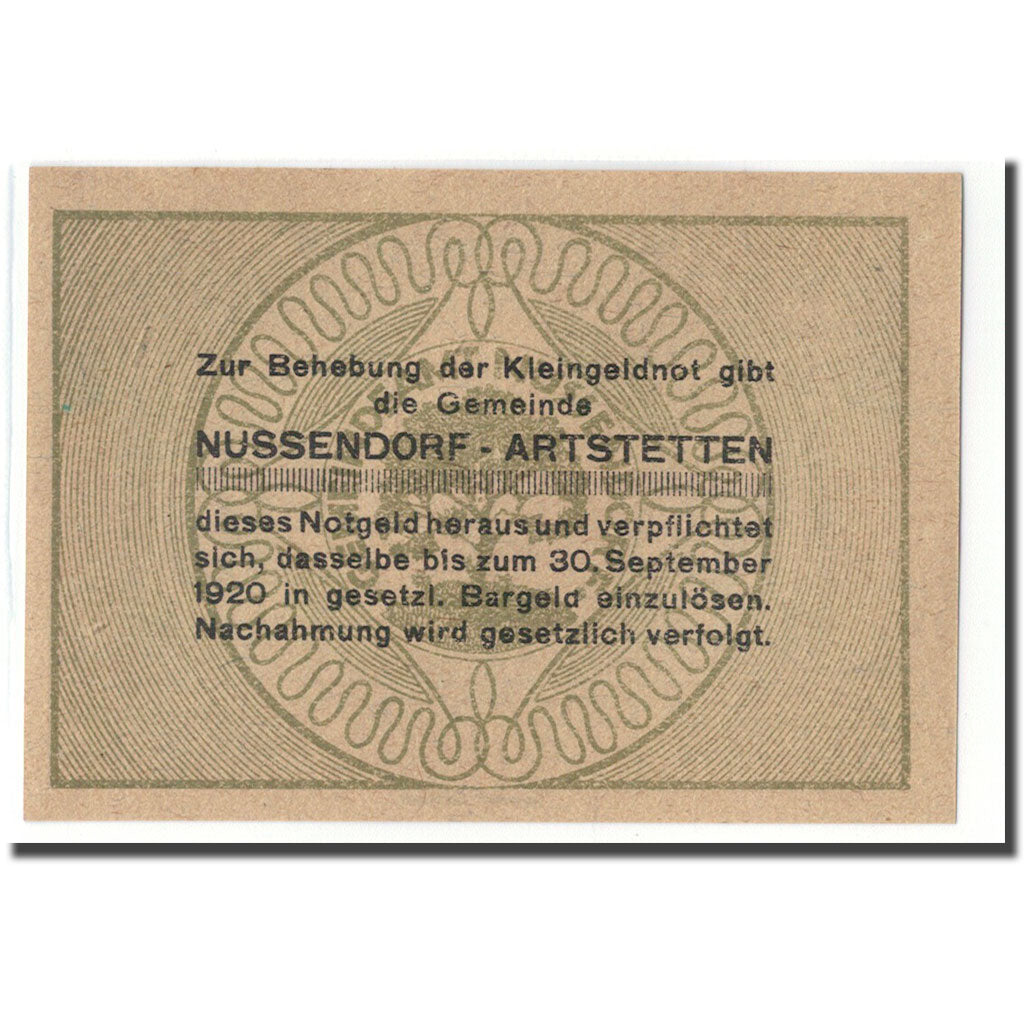 Zur Behebung der Kleingeldnot gibt
die Gemeinde
NUSSENDORF - ARTSTETTEN
dieses Notgeld heraus und verpflichtet
sich, dasselbe bis zum 30. September
1920 in gesetzl. Bargeld einzulösen.
Nachahmung wird gesetzlich verfolgt.